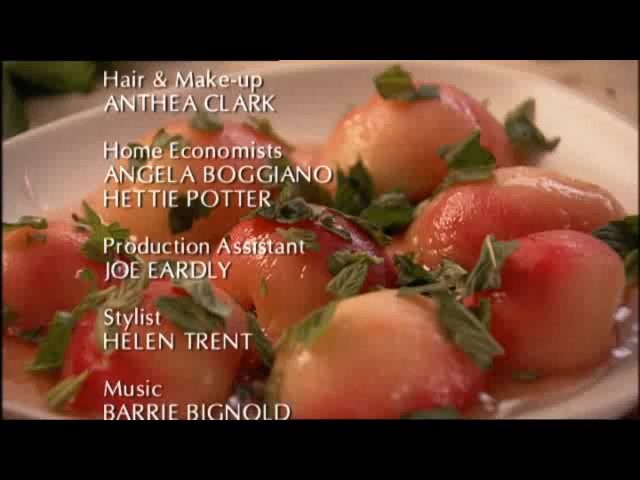 Hair & Make-up
ANTHEA CLARK
Home Economists
ANGELA BOGGIANO
HETTIE POTTER
Production Assistant
JOE EARDLY
Stylist
HELEN TRENT
Music
BARRIE BIGNOLD